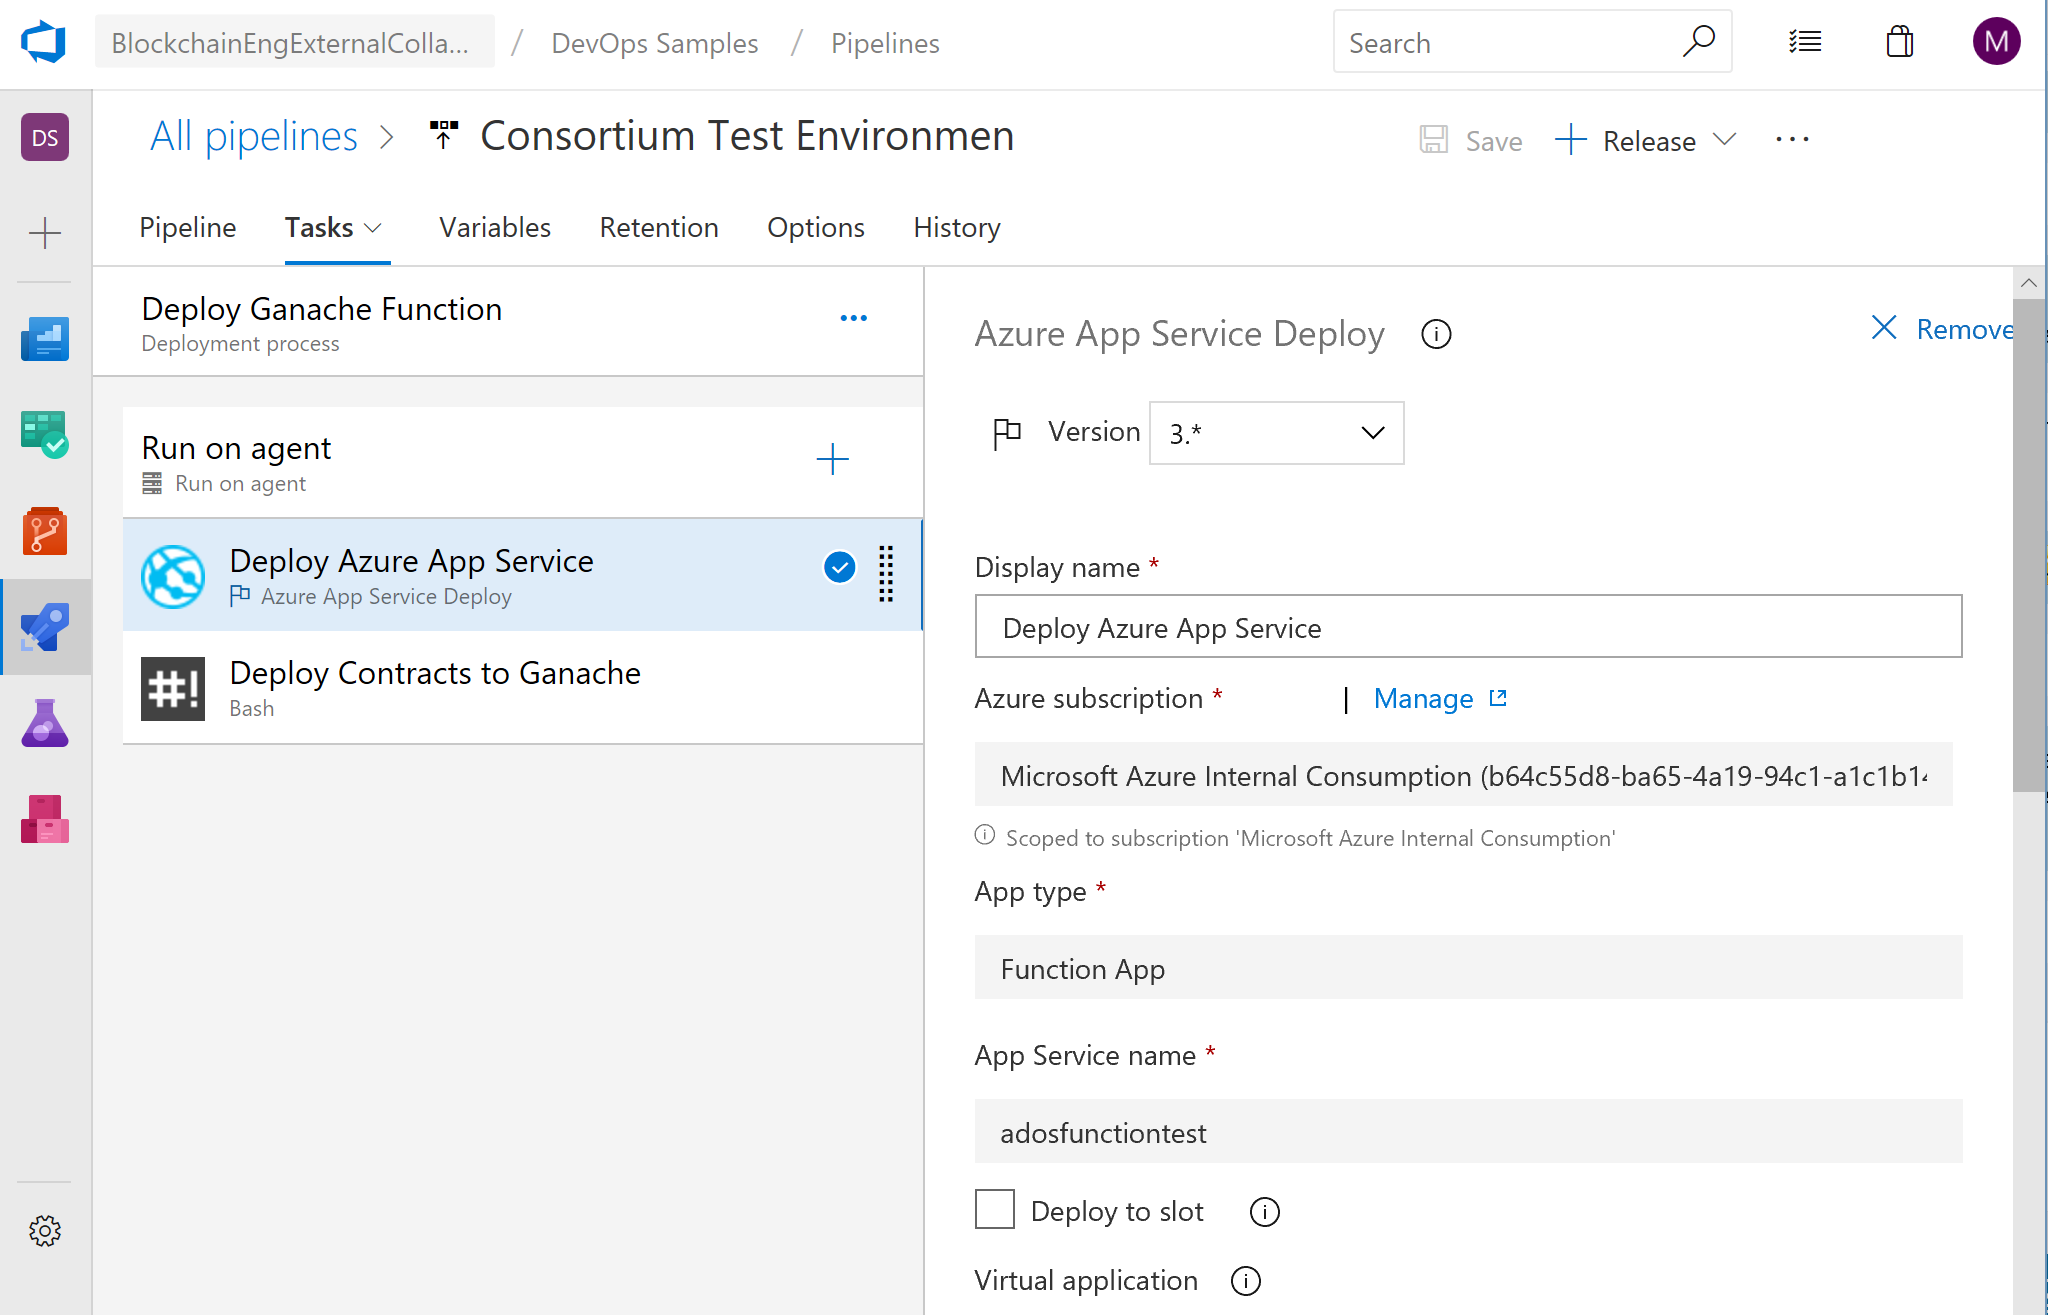 BlockchainEngExternalColla... / DevOps Samples / Pipelines
Search
M
DS
All pipelines > Consortium Test Environmen
Save
Release
Pipeline
Tasks
Variables
Retention
Options
History
Deploy Ganache Function
Deployment process
Run on agent
Run on agent
Deploy Azure App Service
Azure App Service Deploy
#!
Deploy Contracts to Ganache
Bash
Azure App Service Deploy
Remove
Version
3.*
Display name *
Deploy Azure App Service
Azure subscription *
| Manage
Microsoft Azure Internal Consumption (b64c55d8-ba65-4a19-94c1-a1c1b14
Scoped to subscription 'Microsoft Azure Internal Consumption'
App type *
Function App
App Service name *
adosfunctiontest
Deploy to slot
Virtual application